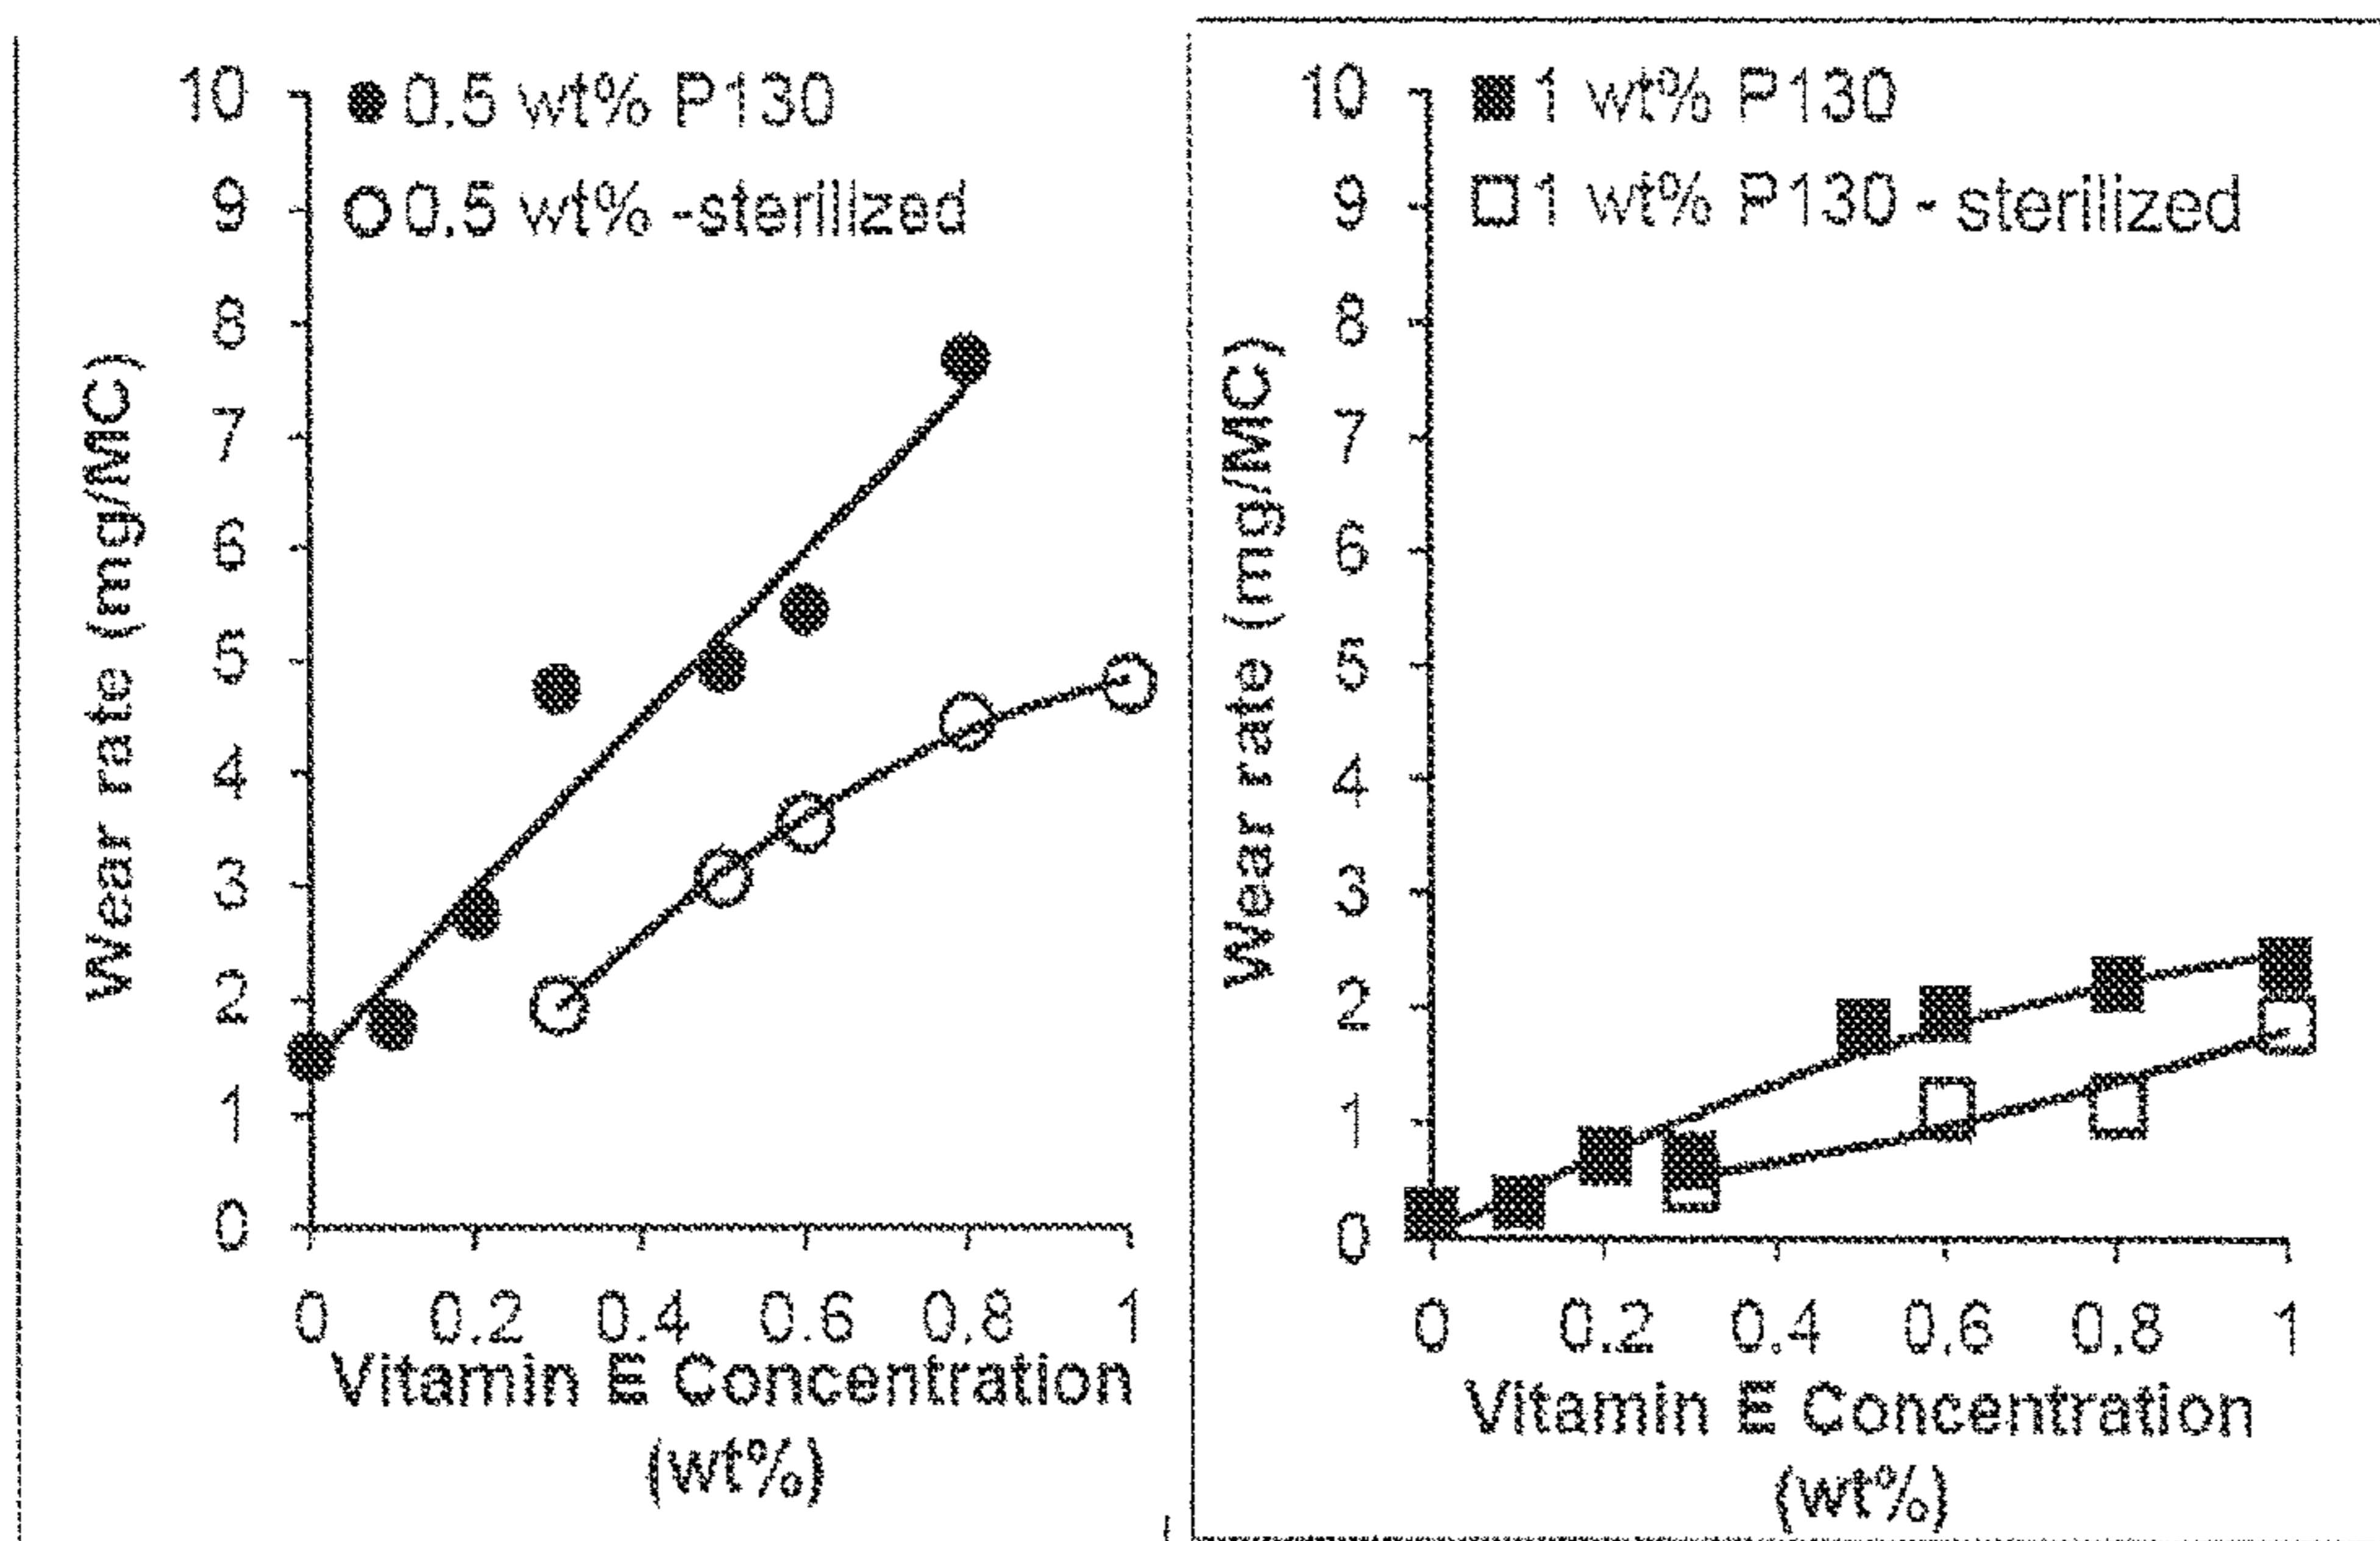 10
9
8
7
6
5
4
3
2
1
0
Wear rate (mg/MC)
0.5 wt% P130
0.5 wt% -sterilized
0 0.2 0.4 0.6 0.8 1
Vitamin E Concentration
(wt%)
10
9
8
7
6
5
4
3
2
1
0
Wear rate (mg/MC)
1 wt% P130
1 wt% P130 - sterilized
0 0.2 0.4 0.6 0.8 1
Vitamin E Concentration
(wt%)